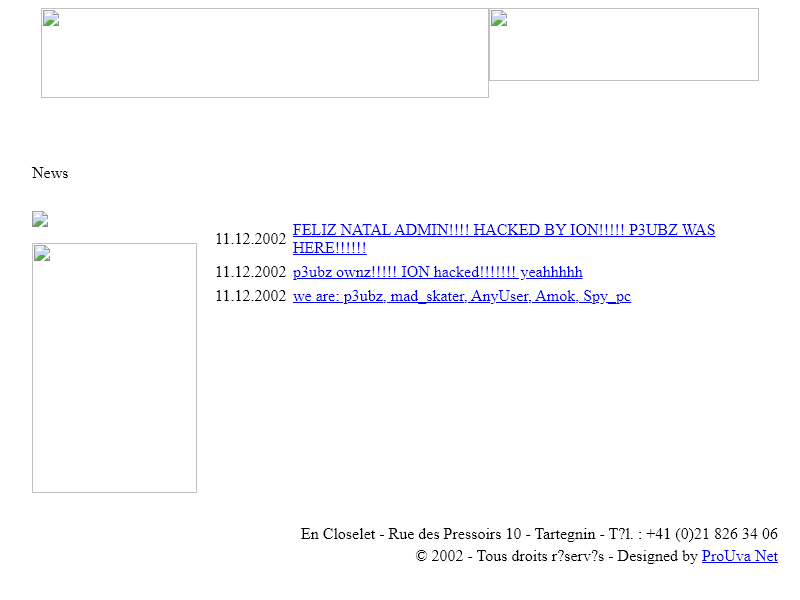 News
11.12.2002 FELIZ NATAL ADMIN!!!! HACKED BY ION!!!!! P3UBZ WAS
HERE!!!!!!
11.12.2002 p3ubz ownz!!!!! ION hacked!!!!!!! yeahhhhh
11.12.2002 we are: p3ubz, mad_skater, AnyUser, Amok, Spy_pc
En Closelet - Rue des Pressoirs 10 - Tartegnin - T?l. : +41 (0)21 826 34 06
© 2002 - Tous droits r?serv?s - Designed by ProUva Net